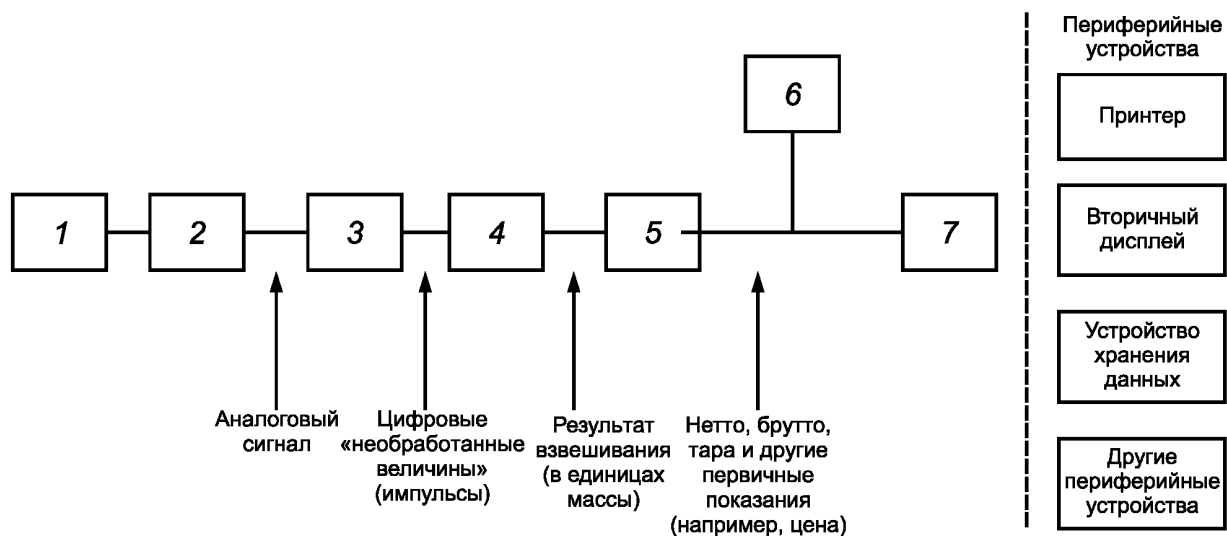 Периферийные
устройства
6
Принтер
1
2
3
4
5
7
Вторичный
дисплей
Аналоговый
сигнал
Цифровые
«необработанные
величины»
(импульсы)
Результат
взвешивания
(в единицах
массы)
Нетто, брутто,
тара и другие
первичные
показания
(например, цена)
Устройство
хранения
данных
Другие
периферийные
устройства